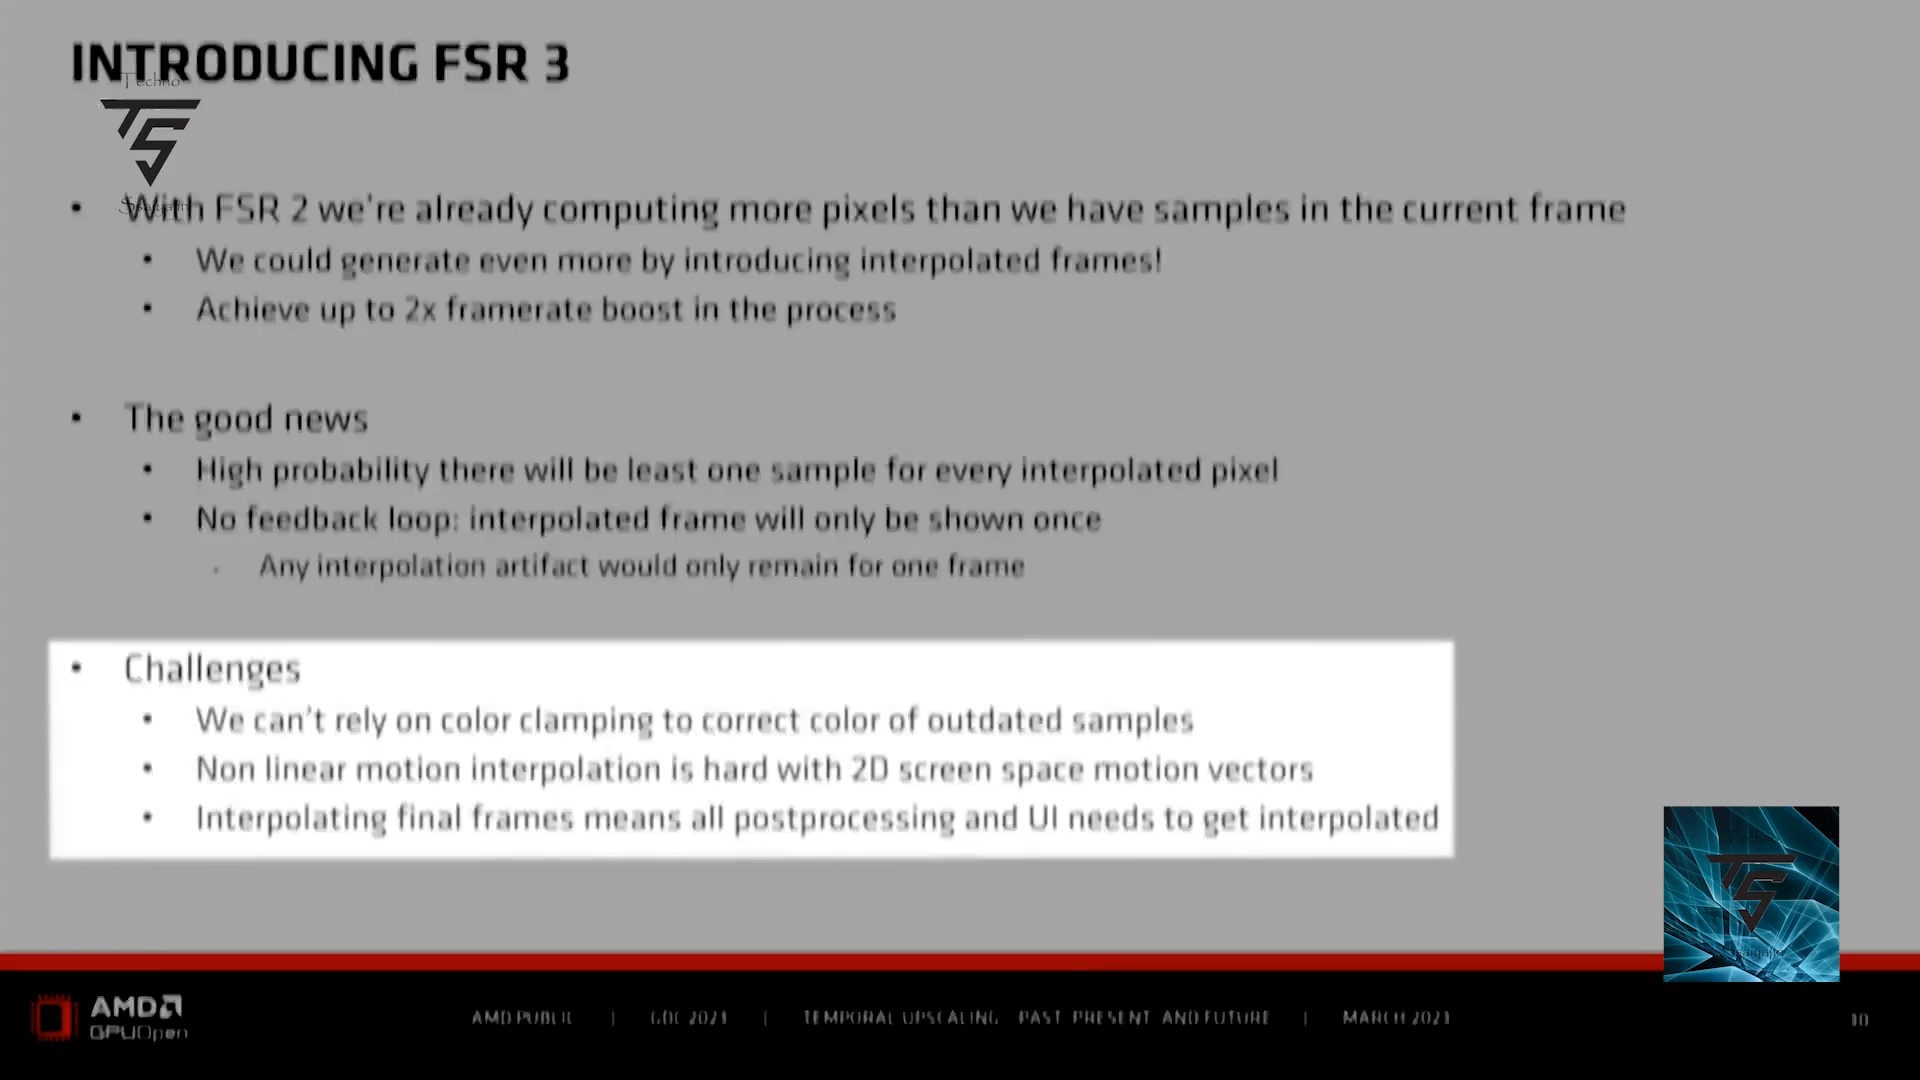 INTRODUCING FSR 3
Techno
TS
• With FSR 2 we're already computing more pixels than we have samples in the current frame
• We could generate even more by introducing interpolated frames!
• Achieve up to 2x framerate boost in the process
• The good news
• High probability there will be least one sample for every interpolated pixel
• No feedback loop: interpolated frame will only be shown once
• Any interpolation artifact would only remain for one frame
• Challenges
• We can't rely on color clamping to correct color of outdated samples
• Non linear motion interpolation is hard with 2D screen space motion vectors
• Interpolating final frames means all postprocessing and UI needs to get interpolated
Techno
TS
AMD
GPUOpen
AMD PUBLIC | GDC 2023 | TEMPORAL UPSCALING PAST PRESENT AND FUTURE | MARCH 2023
10